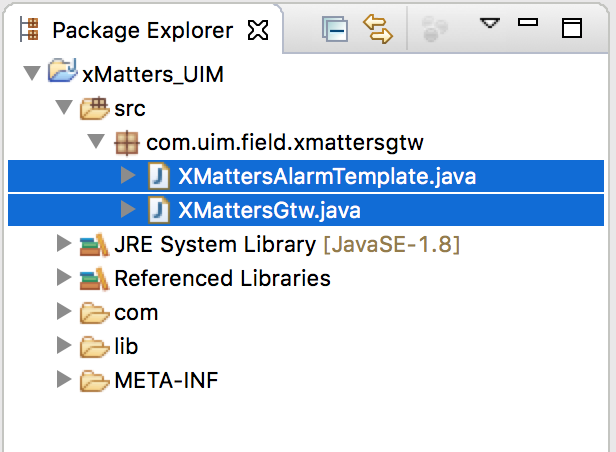 Package Explorer
xMatters_UIM
src
com.uim.field.xmattersgtw
XMattersAlarmTemplate.java
XMattersGtw.java
JRE System Library [JavaSE-1.8]
Referenced Libraries
com
lib
META-INF